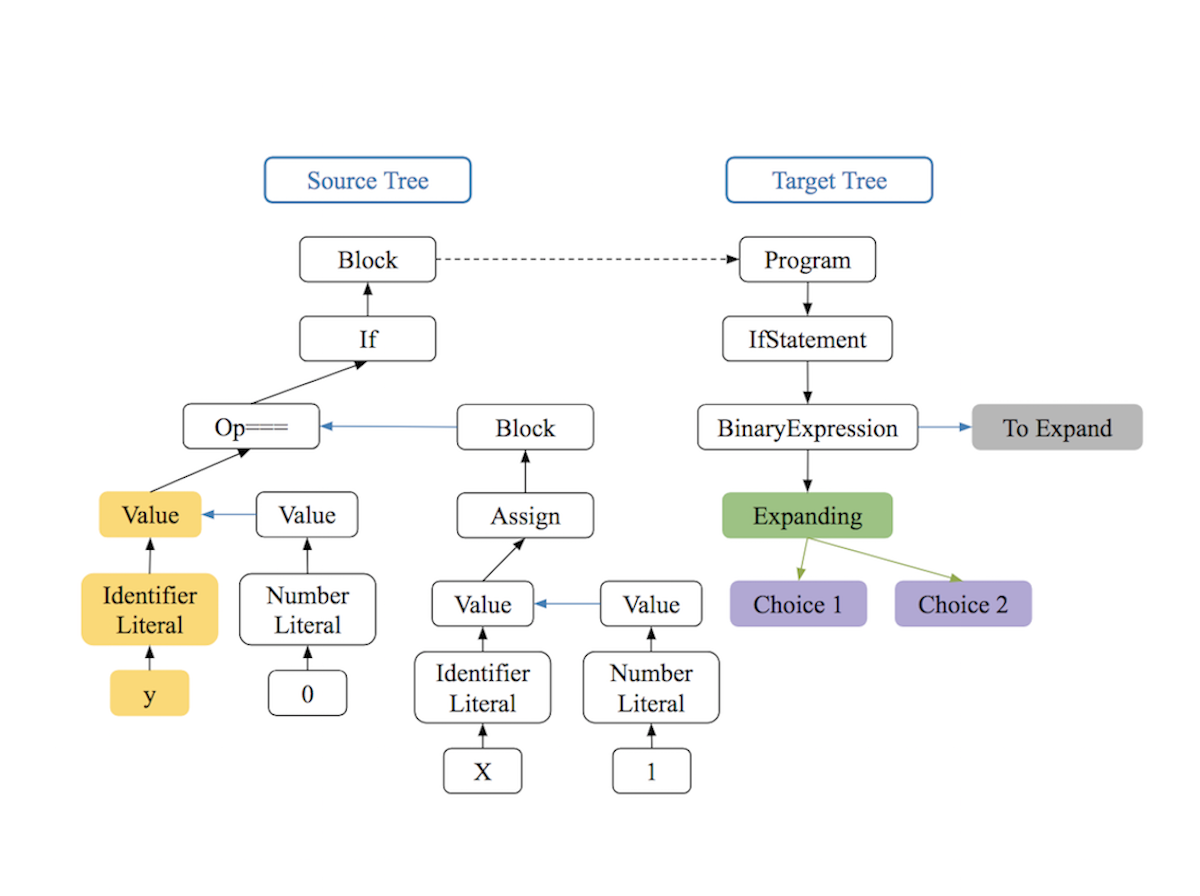 Source Tree
Target Tree
Block
Program
If
IfStatement
Op===
Block
BinaryExpression
To Expand
Value
Value
Assign
Expanding
Identifier
Literal
Number
Literal
Value
Value
Choice 1
Choice 2
y
0
Identifier
Literal
Number
Literal
X
1